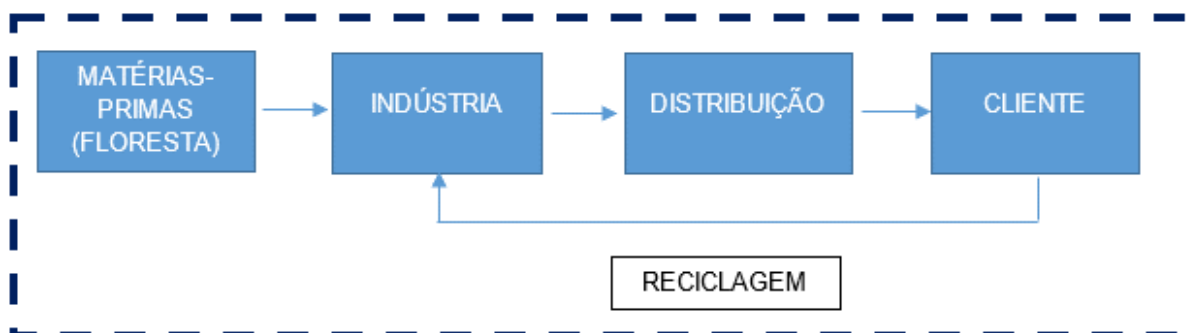 MATÉRIAS-
PRIMAS
(FLORESTA)
INDÚSTRIA
DISTRIBUIÇÃO
CLIENTE
RECICLAGEM